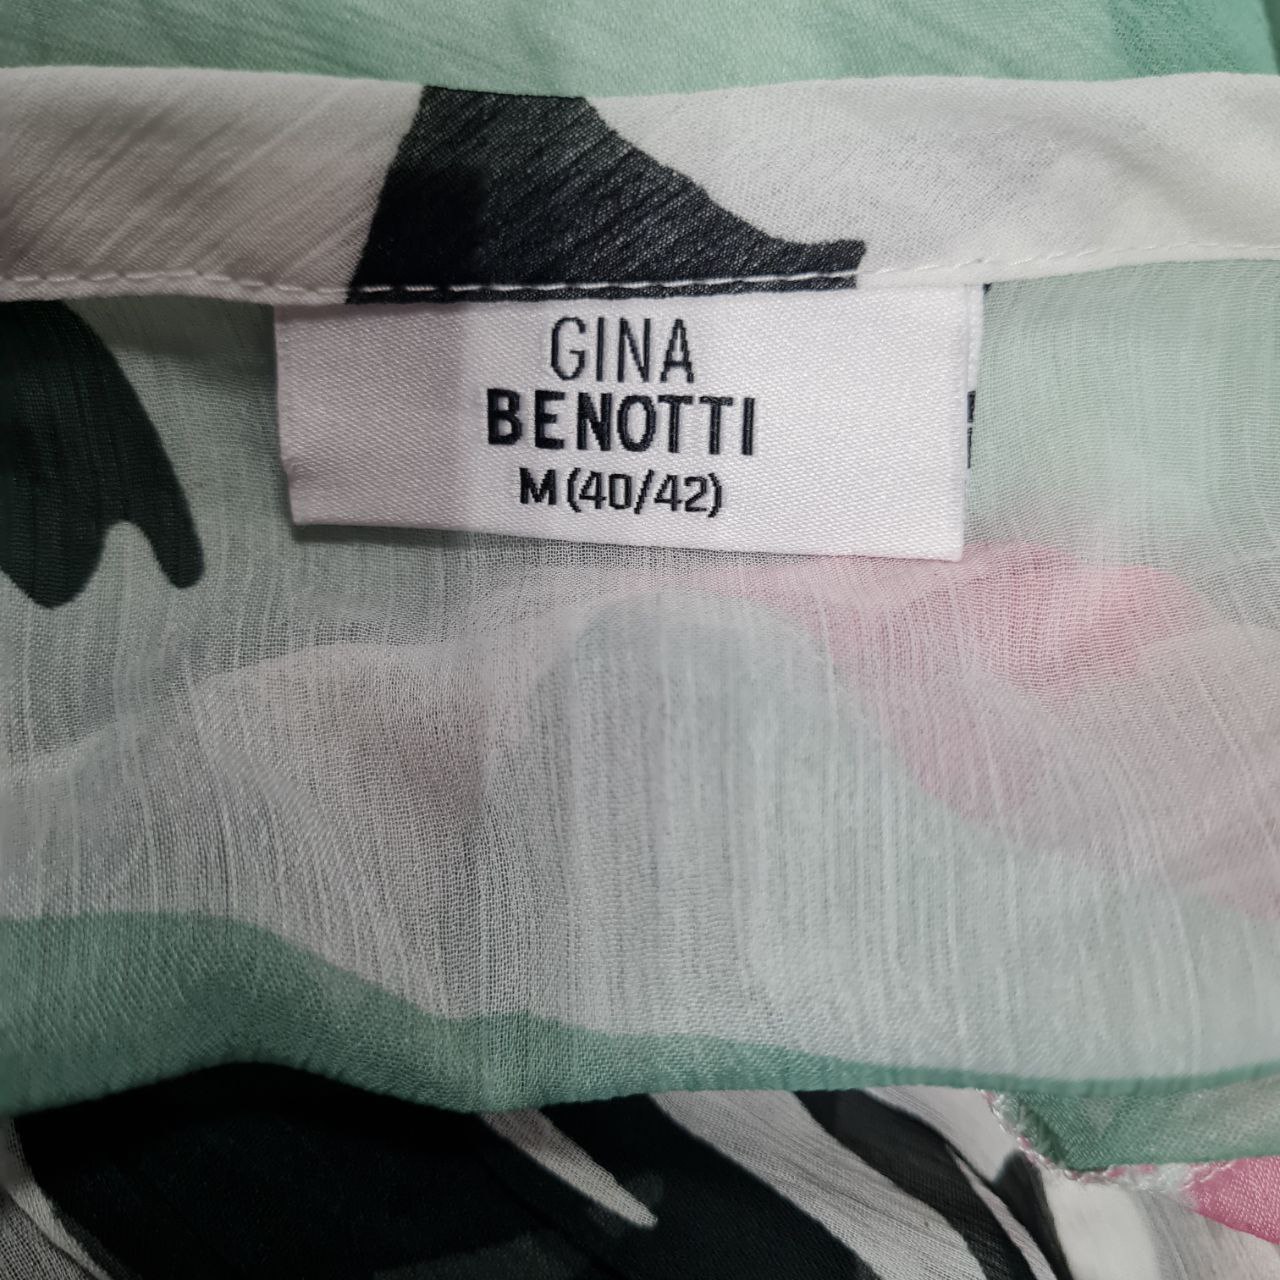 GINA
BENOTTI
M (40/42)